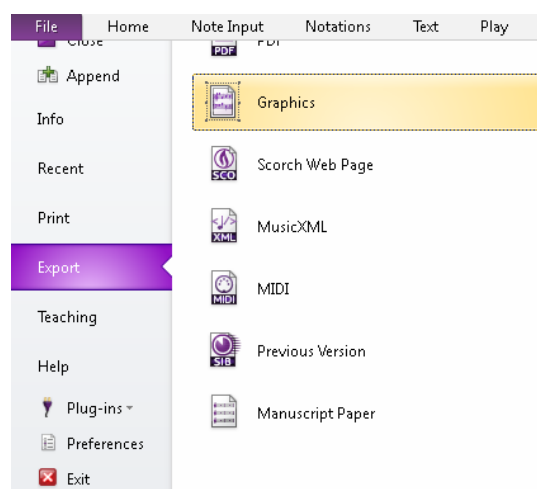 File Home Note Input Notations Text Play
Close
PDF
PDF
Append
Graphics
Info
Scorch Web Page
SCO
Recent
Print
MusicXML
XML
Export
MIDI
MIDI
Teaching
Previous Version
SIB
Help
Plug-ins
Manuscript Paper
Preferences
Exit